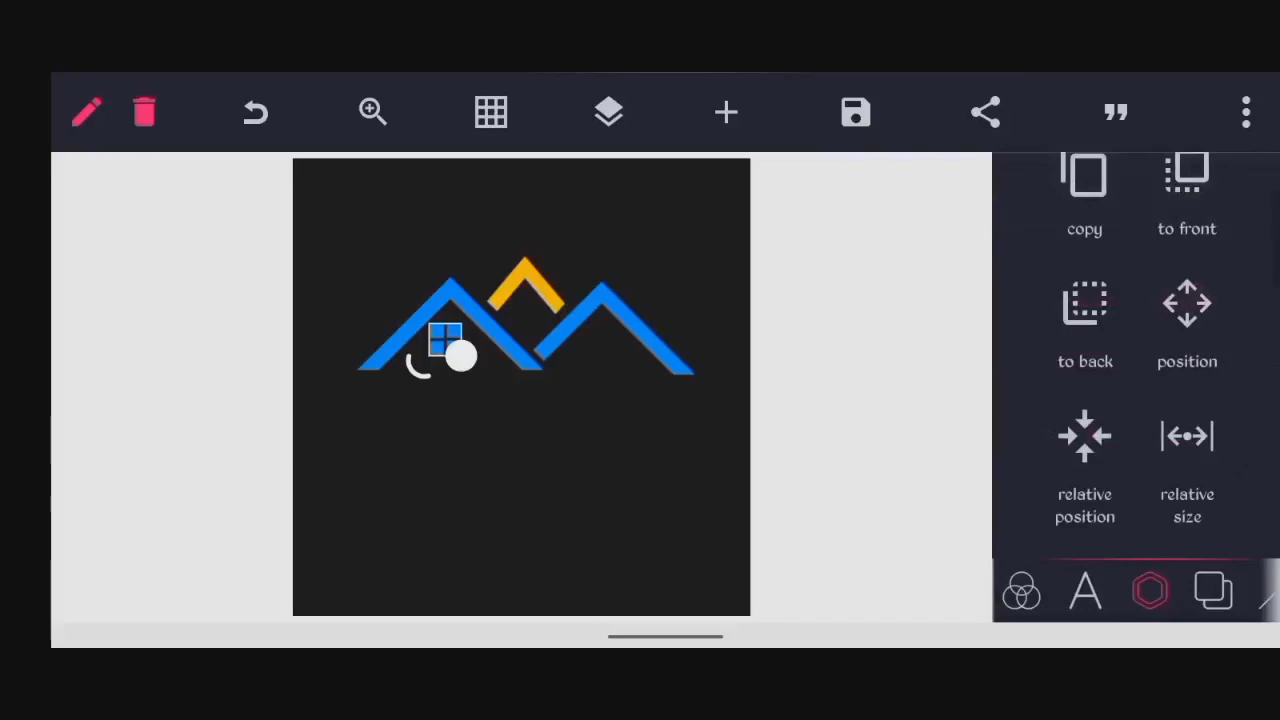 copy to front
to back position
relative position relative size